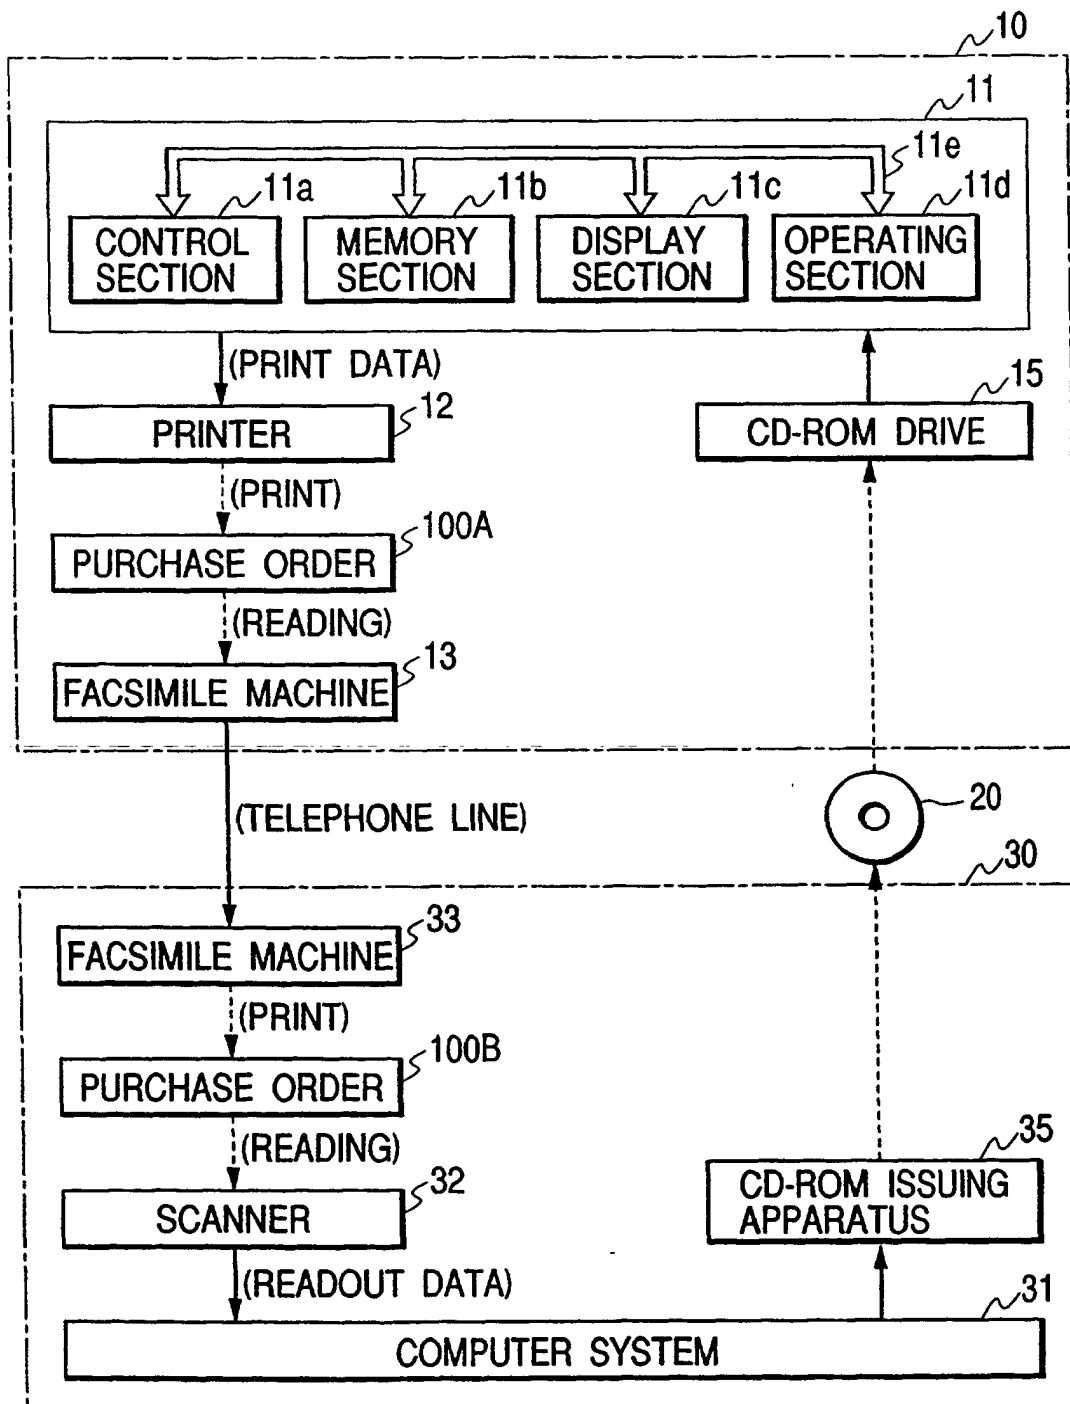 10
11
11e
11a
11b
11c
11d
CONTROL
SECTION
MEMORY
SECTION
DISPLAY
SECTION
OPERATING
SECTION
(PRINT DATA)
12
PRINTER
15
CD-ROM DRIVE
(PRINT)
100A
PURCHASE ORDER
(READING)
13
FACSIMILE MACHINE
(TELEPHONE LINE)
20
30
33
FACSIMILE MACHINE
(PRINT)
100B
PURCHASE ORDER
(READING)
32
SCANNER
35
CD-ROM ISSUING
APPARATUS
(READOUT DATA)
31
COMPUTER SYSTEM